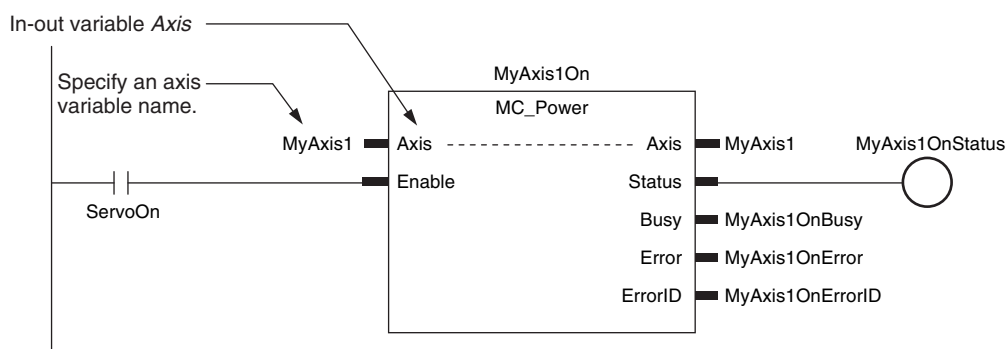 In-out variable Axis
Specify an axis
variable name.
MyAxis1On
MC_Power
MyAxis1
Axis
Axis
MyAxis1
MyAxis1OnStatus
Enable
Status
ServoOn
Busy
MyAxis1OnBusy
Error
MyAxis1OnError
ErrorID
MyAxis1OnErrorID